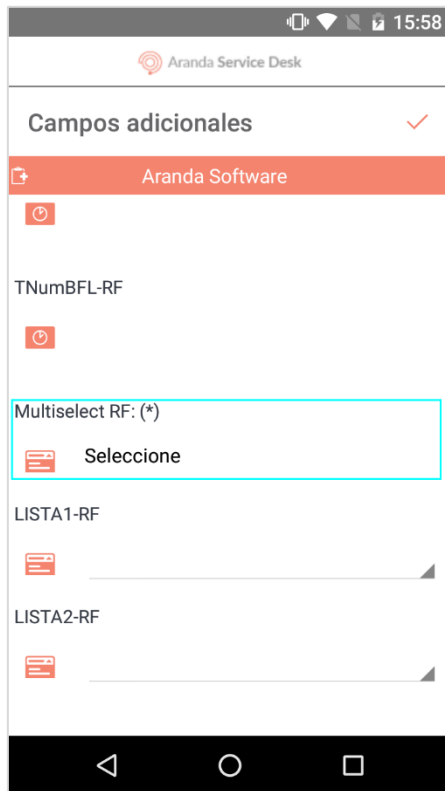 15:58
Aranda Service Desk
Campos adicionales
Aranda Software
TNumBFL-RF
Multiselect RF: (*)
Seleccione
LISTA1-RF
LISTA2-RF